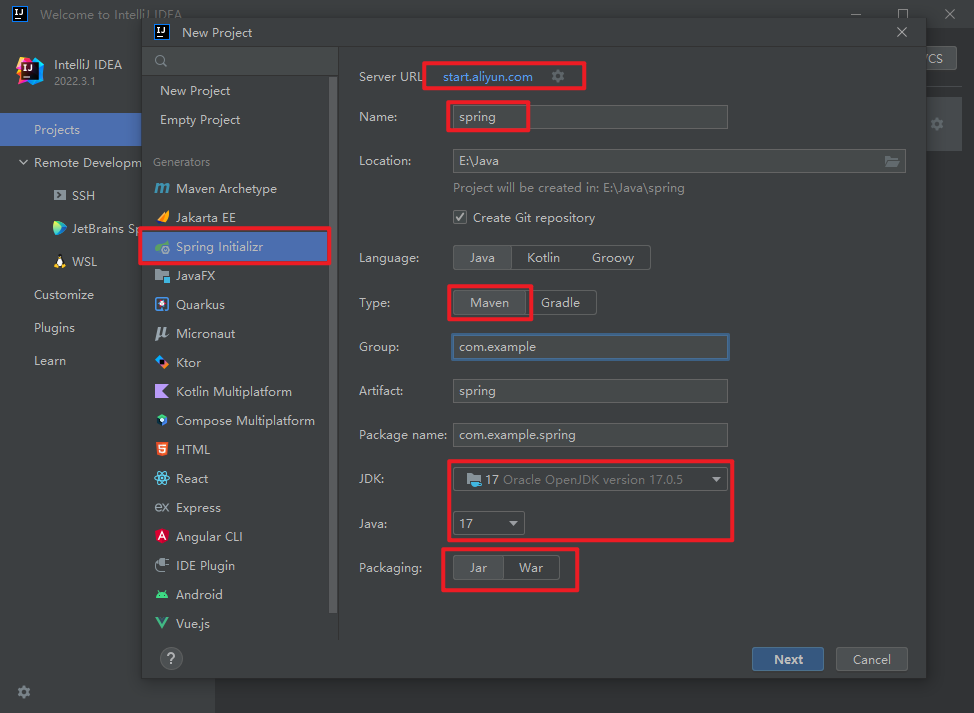 Welcome to IntelliJ IDEA
New Project
IntelliJ IDEA
2022.3.1
Projects
Remote Developm
SSH
JetBrains Sp
WSL
Customize
Plugins
Learn
New Project
Empty Project
Generators
Maven Archetype
Jakarta EE
Spring Initializr
JavaFX
Quarkus
Micronaut
Ktor
Kotlin Multiplatform
Compose Multiplatform
HTML
React
Express
Angular CLI
IDE Plugin
Android
Vue.js
Server URL start.aliyun.com
Name: spring
Location: E:\Java
Project will be created in: E:\Java\spring
Create Git repository
Language: Java Kotlin Groovy
Type: Maven Gradle
Group: com.example
Artifact: spring
Package name: com.example.spring
JDK: 17 Oracle OpenJDK version 17.0.5
Java: 17
Packaging: Jar War
? Next Cancel
CS